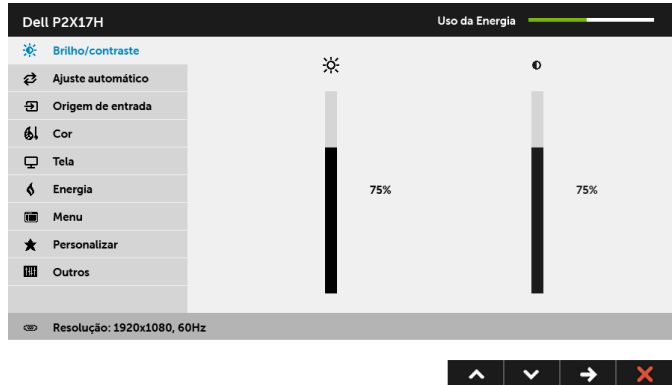 Dell P2X17H
Uso da Energia
Brilho/contraste
Ajuste automático
Origem de entrada
Cor
Tela
Energia
Menu
Personalizar
Outros
75%
75%
Resolução: 1920x1080, 60Hz